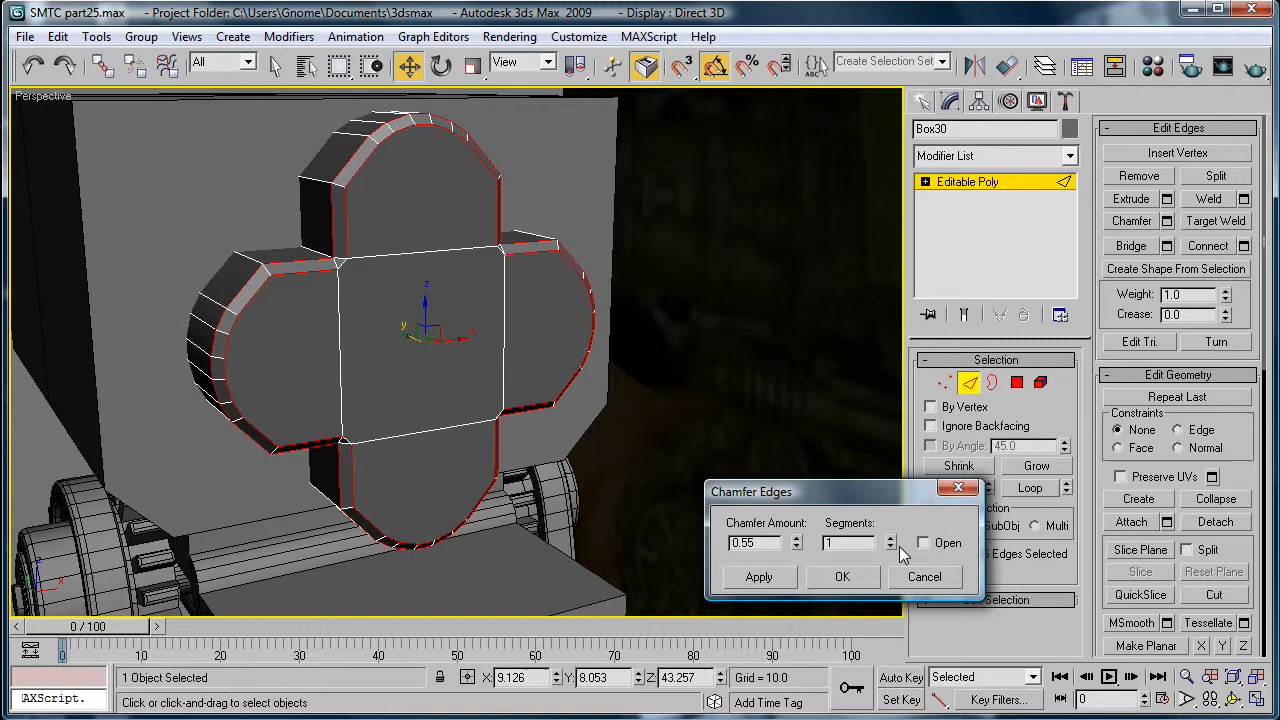 SMTC part25.max - Project Folder: C:\Users\Gnome\Documents\3dsmax - Autodesk 3ds Max 2009 - Display : Direct 3D
File Edit Tools Group Views Create Modifiers Animation Graph Editors Rendering Customize MAXScript Help
All View 3 % ABC Create Selection Set
Perspective
Box30
Modifier List
Editable Poly
Selection
By Vertex
Ignore Backfacing
By Angle: 45.0
Shrink Grow
Loop
SubObj Multi
Edges Selected
Edit Edges
Insert Vertex
Remove Split
Extrude Weld
Chamfer Target Weld
Bridge Connect
Create Shape From Selection
Weight: 1.0
Crease: 0.0
Edit Tri. Turn
Edit Geometry
Repeat Last
Constraints
None Edge
Face Normal
Preserve UVs
Create Collapse
Attach Detach
Slice Plane Split
Slice Reset Plane
QuickSlice Cut
MSmooth Tessellate
Make Planar X Y Z
Chamfer Edges
Chamfer Amount: Segments:
0.55 1 Open
Apply OK Cancel
z
y x
x
0 / 100
0 10 20 30 40 50 60 70 80 90 100
1 Object Selected X: 9.126 Y: 8.053 Z: 43.257 Grid = 10.0 Auto Key Selected
AXScript. Click or click-and-drag to select objects Add Time Tag Set Key Key Filters... 0